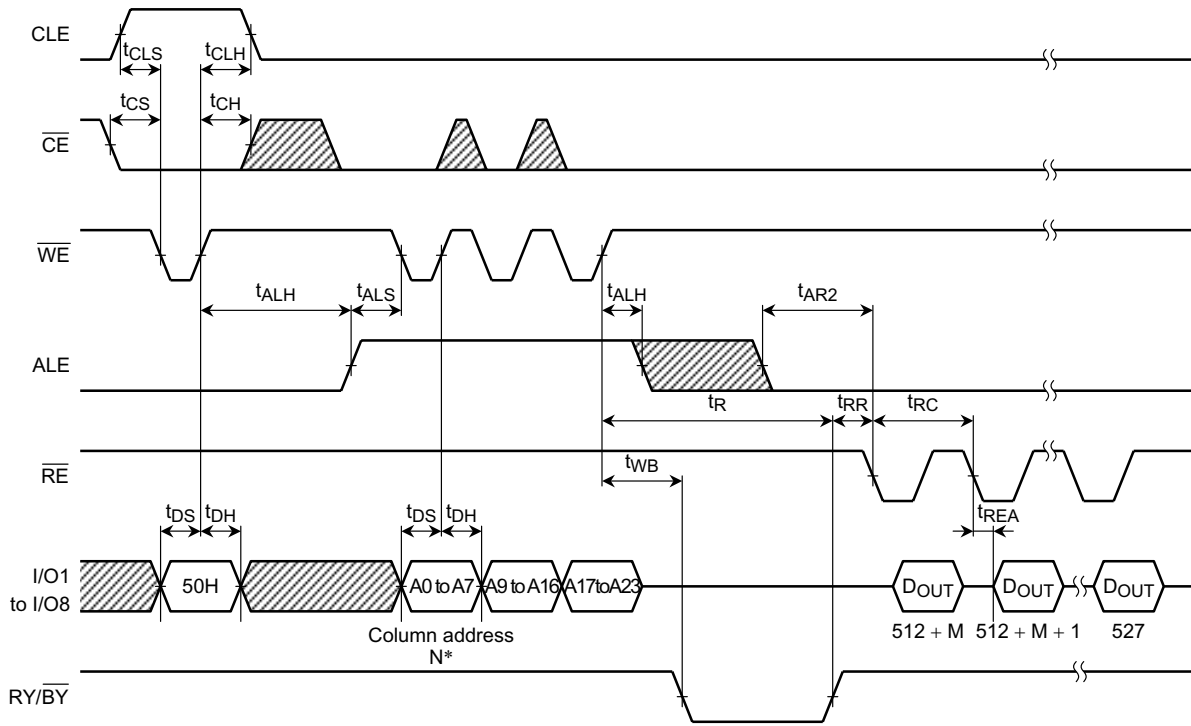 CLE
tCLS
tCLH
tCS
tCH
CE
WE
tALH
tALS
tALH
tAR2
ALE
tR
tRR
tRC
RE
tWB
tDS
tDH
tDS
tDH
tREA
I/O1
to I/O8
50H
A0 to A7
A9 to A16
A17 to A23
DOUT
DOUT
DOUT
512 + M
512 + M + 1
527
Column address
N*
RY/BY